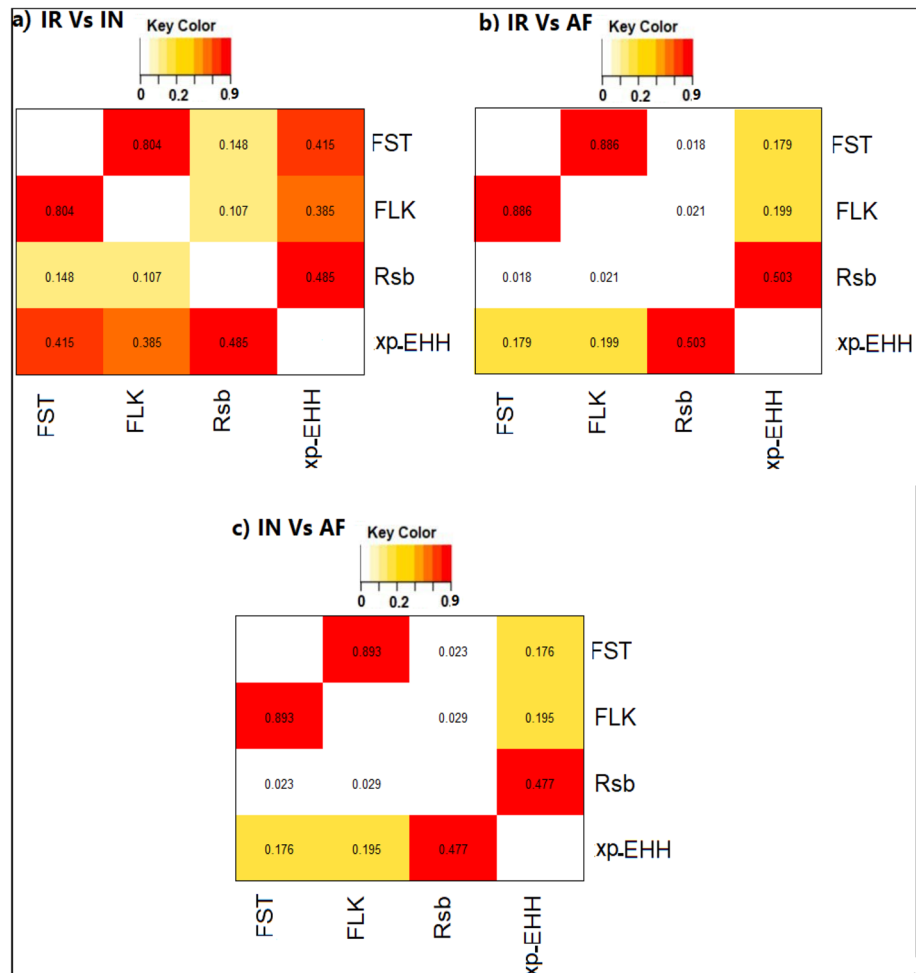 a) IR Vs IN
Key Color
0 0.2 0.9
0.804 0.148 0.415 FST
0.804 0.107 0.385 FLK
0.148 0.107 0.485 Rsb
0.415 0.385 0.485 xp-EHH
FST FLK Rsb xp-EHH
b) IR Vs AF
Key Color
0 0.2 0.9
0.886 0.018 0.179 FST
0.886 0.021 0.199 FLK
0.018 0.021 0.503 Rsb
0.179 0.199 0.503 xp-EHH
FST FLK Rsb xp-EHH
c) IN Vs AF
Key Color
0 0.2 0.9
0.893 0.023 0.176 FST
0.893 0.029 0.195 FLK
0.023 0.029 0.477 Rsb
0.176 0.195 0.477 xp-EHH
FST FLK Rsb xp-EHH